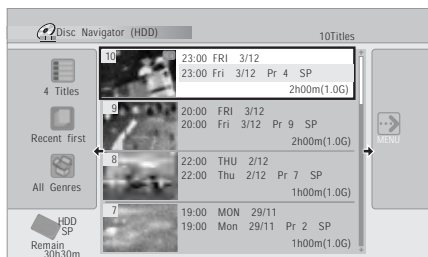 Disc Navigator (HDD)
10Titles
4 Titles
Recent first
All Genres
HDD
SP
Remain
30h30m
10
23:00 FRI 3/12
23:00 Fri 3/12 Pr 4 SP
2h00m(1.0G)
9
20:00 FRI 3/12
20:00 Fri 3/12 Pr 9 SP
2h00m(1.0G)
8
22:00 THU 2/12
22:00 Thu 2/12 Pr 7 SP
1h00m(1.0G)
7
19:00 MON 29/11
19:00 Mon 29/11 Pr 2 SP
1h00m(1.0G)
MENU